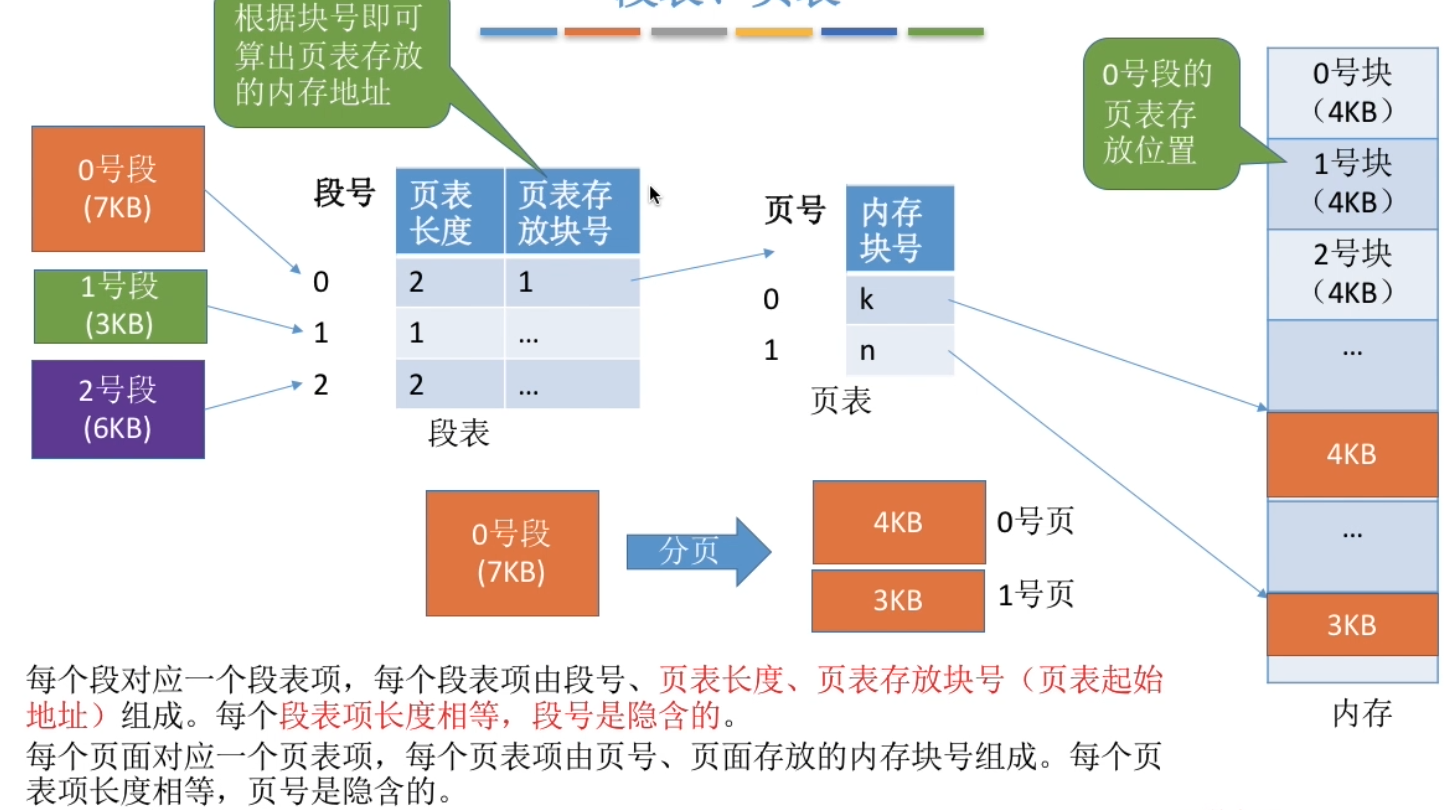 段表、页表
根据块号即可
算出页表存放
的内存地址
0号段的
页表存
放位置
0号段
(7KB)
1号段
(3KB)
2号段
(6KB)
段号
页表
长度
页表存
放块号
0
2
1
1
1
...
2
2
...
段表
页号
内存
块号
0
k
1
n
页表
0号块
（4KB）
1号块
（4KB）
2号块
（4KB）
...
4KB
...
3KB
内存
0号段
(7KB)
分页
4KB
0号页
3KB
1号页
每个段对应一个段表项，每个段表项由段号、页表长度、页表存放块号（页表起始
地址）组成。每个段表项长度相等，段号是隐含的。
每个页面对应一个页表项，每个页表项由页号、页面存放的内存块号组成。每个页
表项长度相等，页号是隐含的。